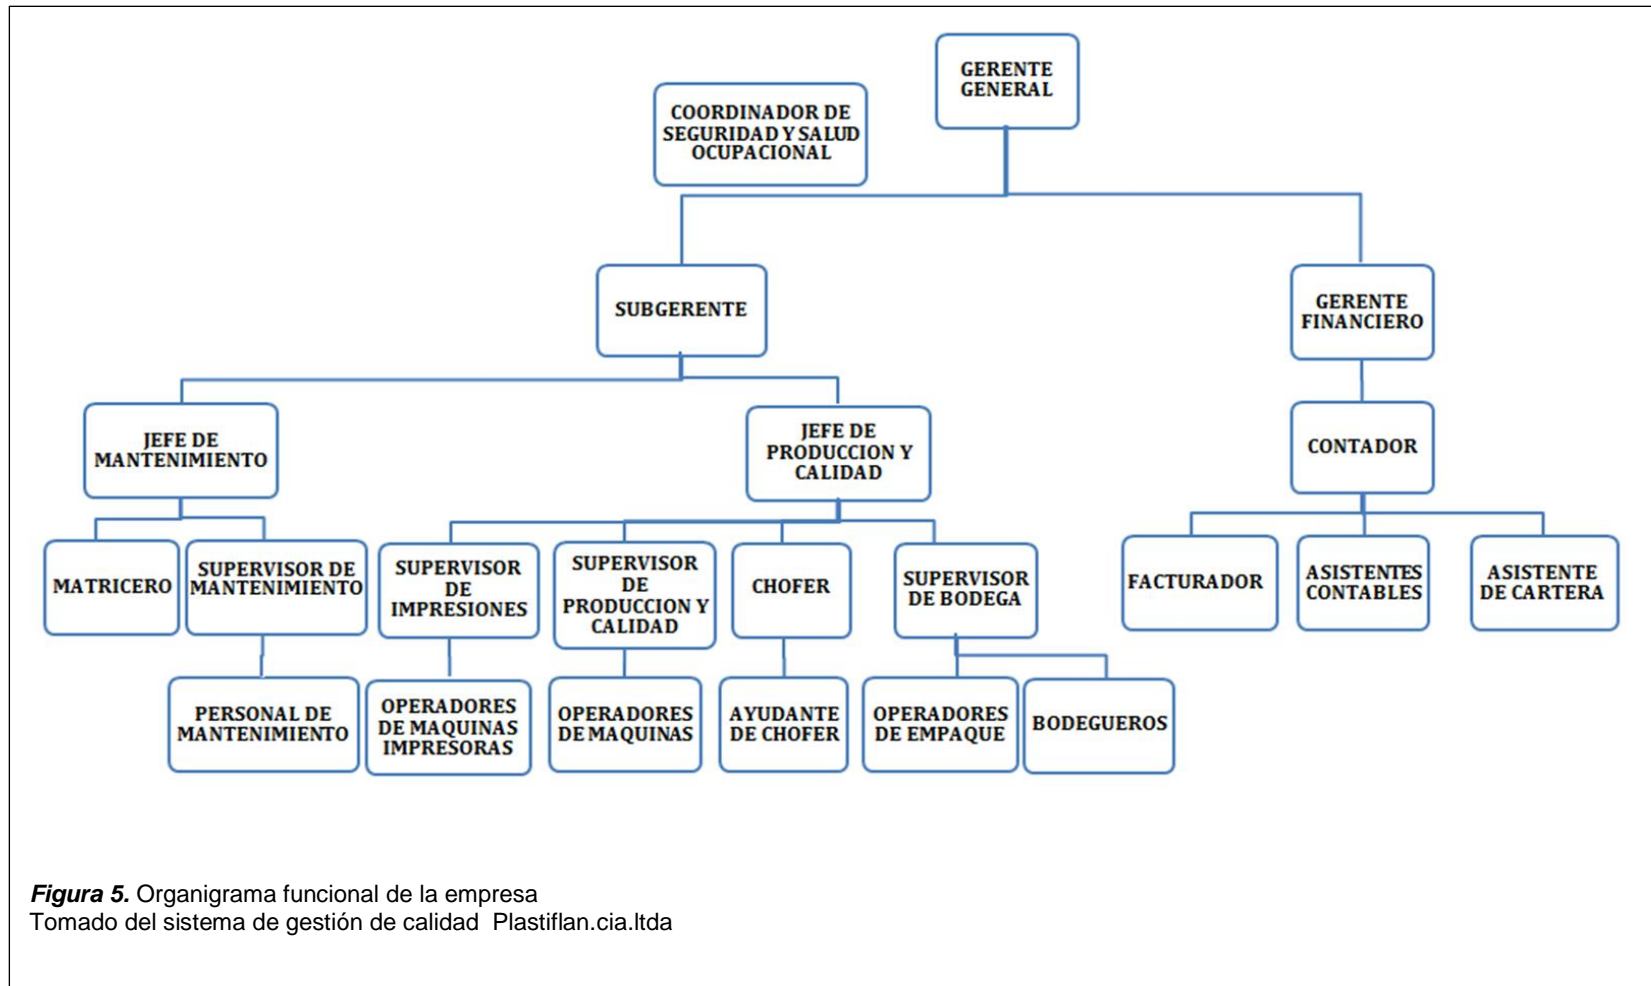 GERENTE
GENERAL
COORDINADOR DE
SEGURIDAD Y SALUD
OCUPACIONAL
SUBGERENTE
GERENTE
FINANCIERO
JEFE DE
MANTENIMIENTO
JEFE DE
PRODUCCION Y
CALIDAD
CONTADOR
MATRICERO
SUPERVISOR DE
MANTENIMIENTO
SUPERVISOR
DE
IMPRESIONES
SUPERVISOR
DE
PRODUCCION Y
CALIDAD
CHOFER
SUPERVISOR
DE BODEGA
FACTURADOR
ASISTENTES
CONTABLES
ASISTENTE
DE CARTERA
PERSONAL DE
MANTENIMIENTO
OPERADORES
DE MAQUINAS
IMPRESORAS
OPERADORES
DE MAQUINAS
AYUDANTE
DE CHOFER
OPERADORES
DE EMPAQUE
BODEGUEROS
Figura 5. Organigrama funcional de la empresa
Tomado del sistema de gestión de calidad Plastiflan.cia.ltda